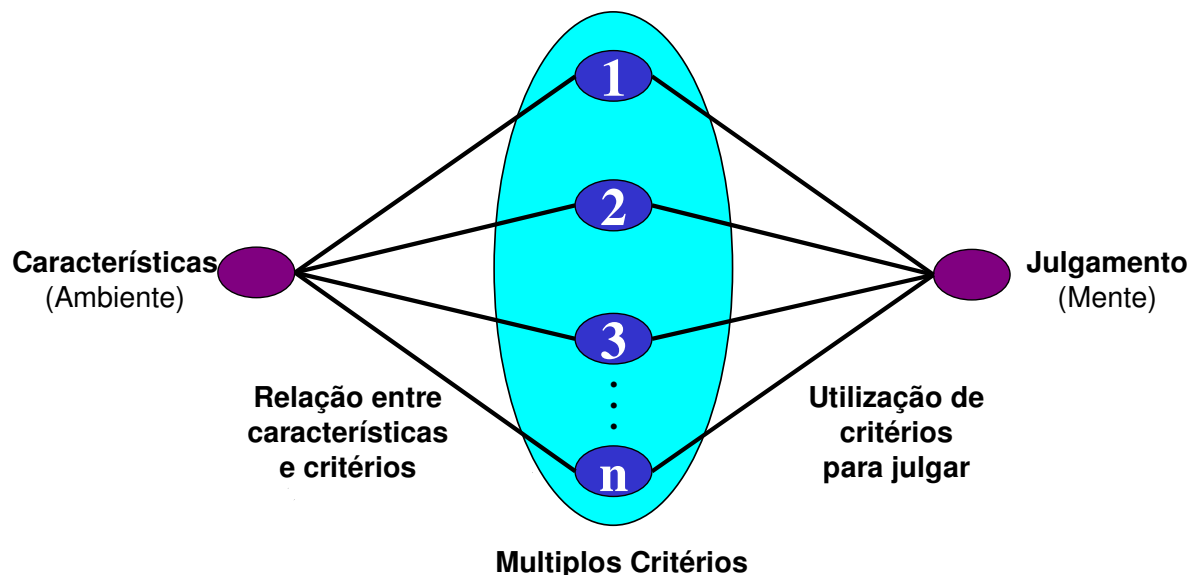 1
2
Características
(Ambiente)
Julgamento
(Mente)
3
Relação entre
características
e critérios
Utilização de
critérios
para julgar
n
Multiplos Critérios